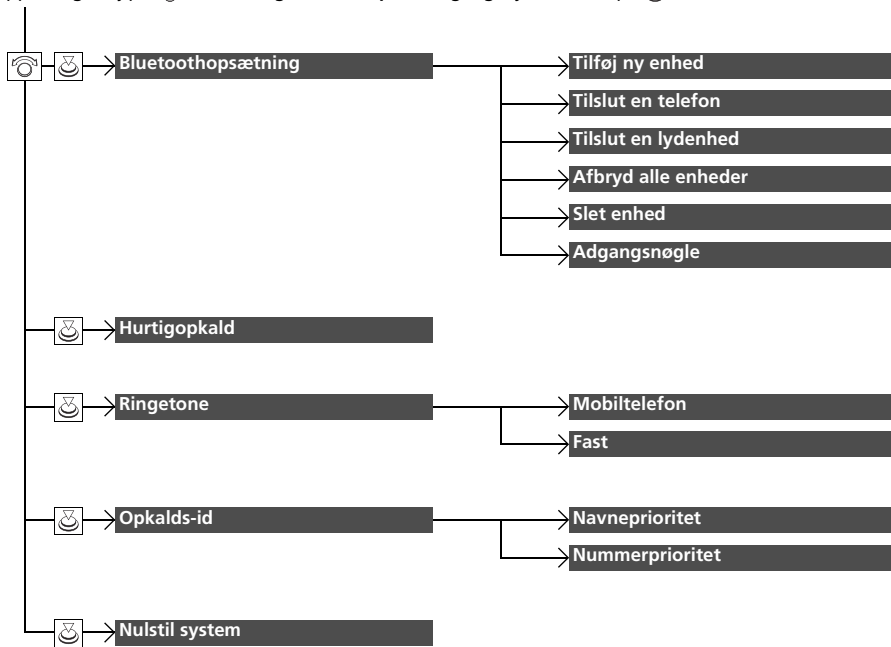 Bluetoothopsætning
Tilføj ny enhed
Tilslut en telefon
Tilslut en lydenhed
Afbryd alle enheder
Slet enhed
Adgangsnøgle
Hurtigopkald
Ringetone
Mobiltelefon
Fast
Opkalds-id
Navneprioritet
Nummerprioritet
Nulstil system